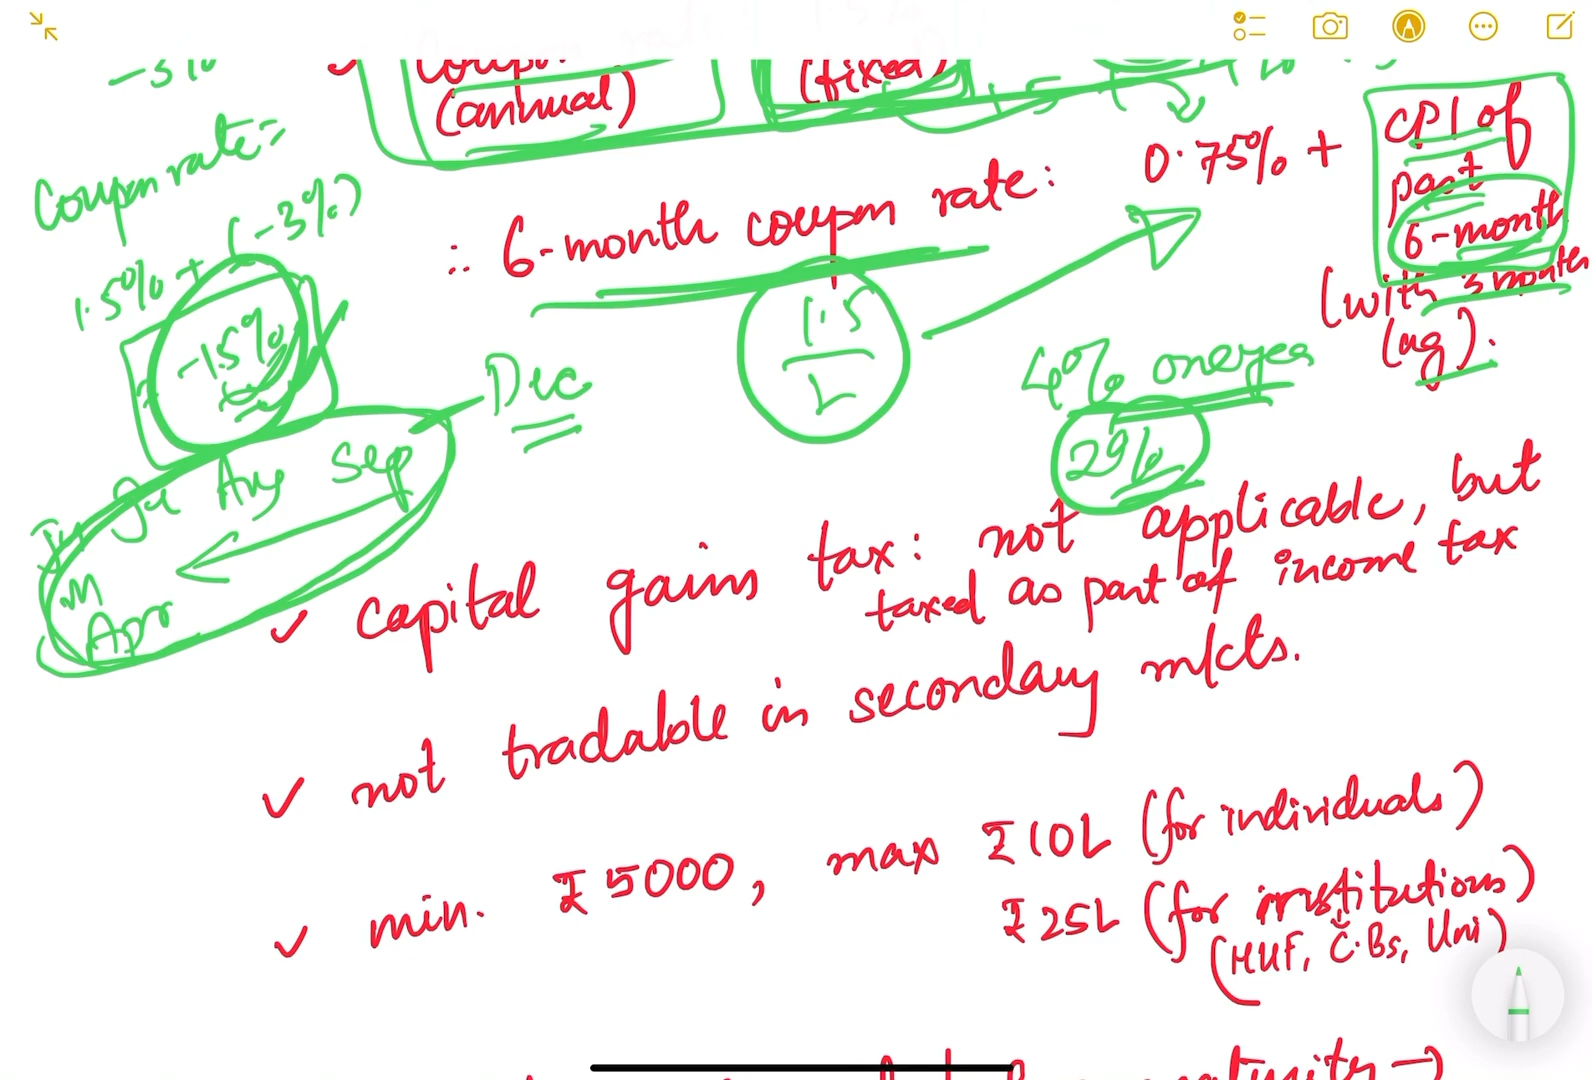 -3%
Coupon
(annual)
(fixed)
Coupon rate =
1.5% + (-3%)
-1.5%
∴ 6-month coupon rate: 0.75% + CPI of
past
6-month
(with 3 month
lag).
1.5
Dec
4% one year
2%
Jul Aug Sep
M
Apr
✓ capital gains tax: not applicable, but
taxed as part of income tax
✓ not tradable in secondary mkts.
✓ min. ₹5000, max ₹10L (for individuals)
₹25L (for institutions)
(HUF, C.Bs, Uni)